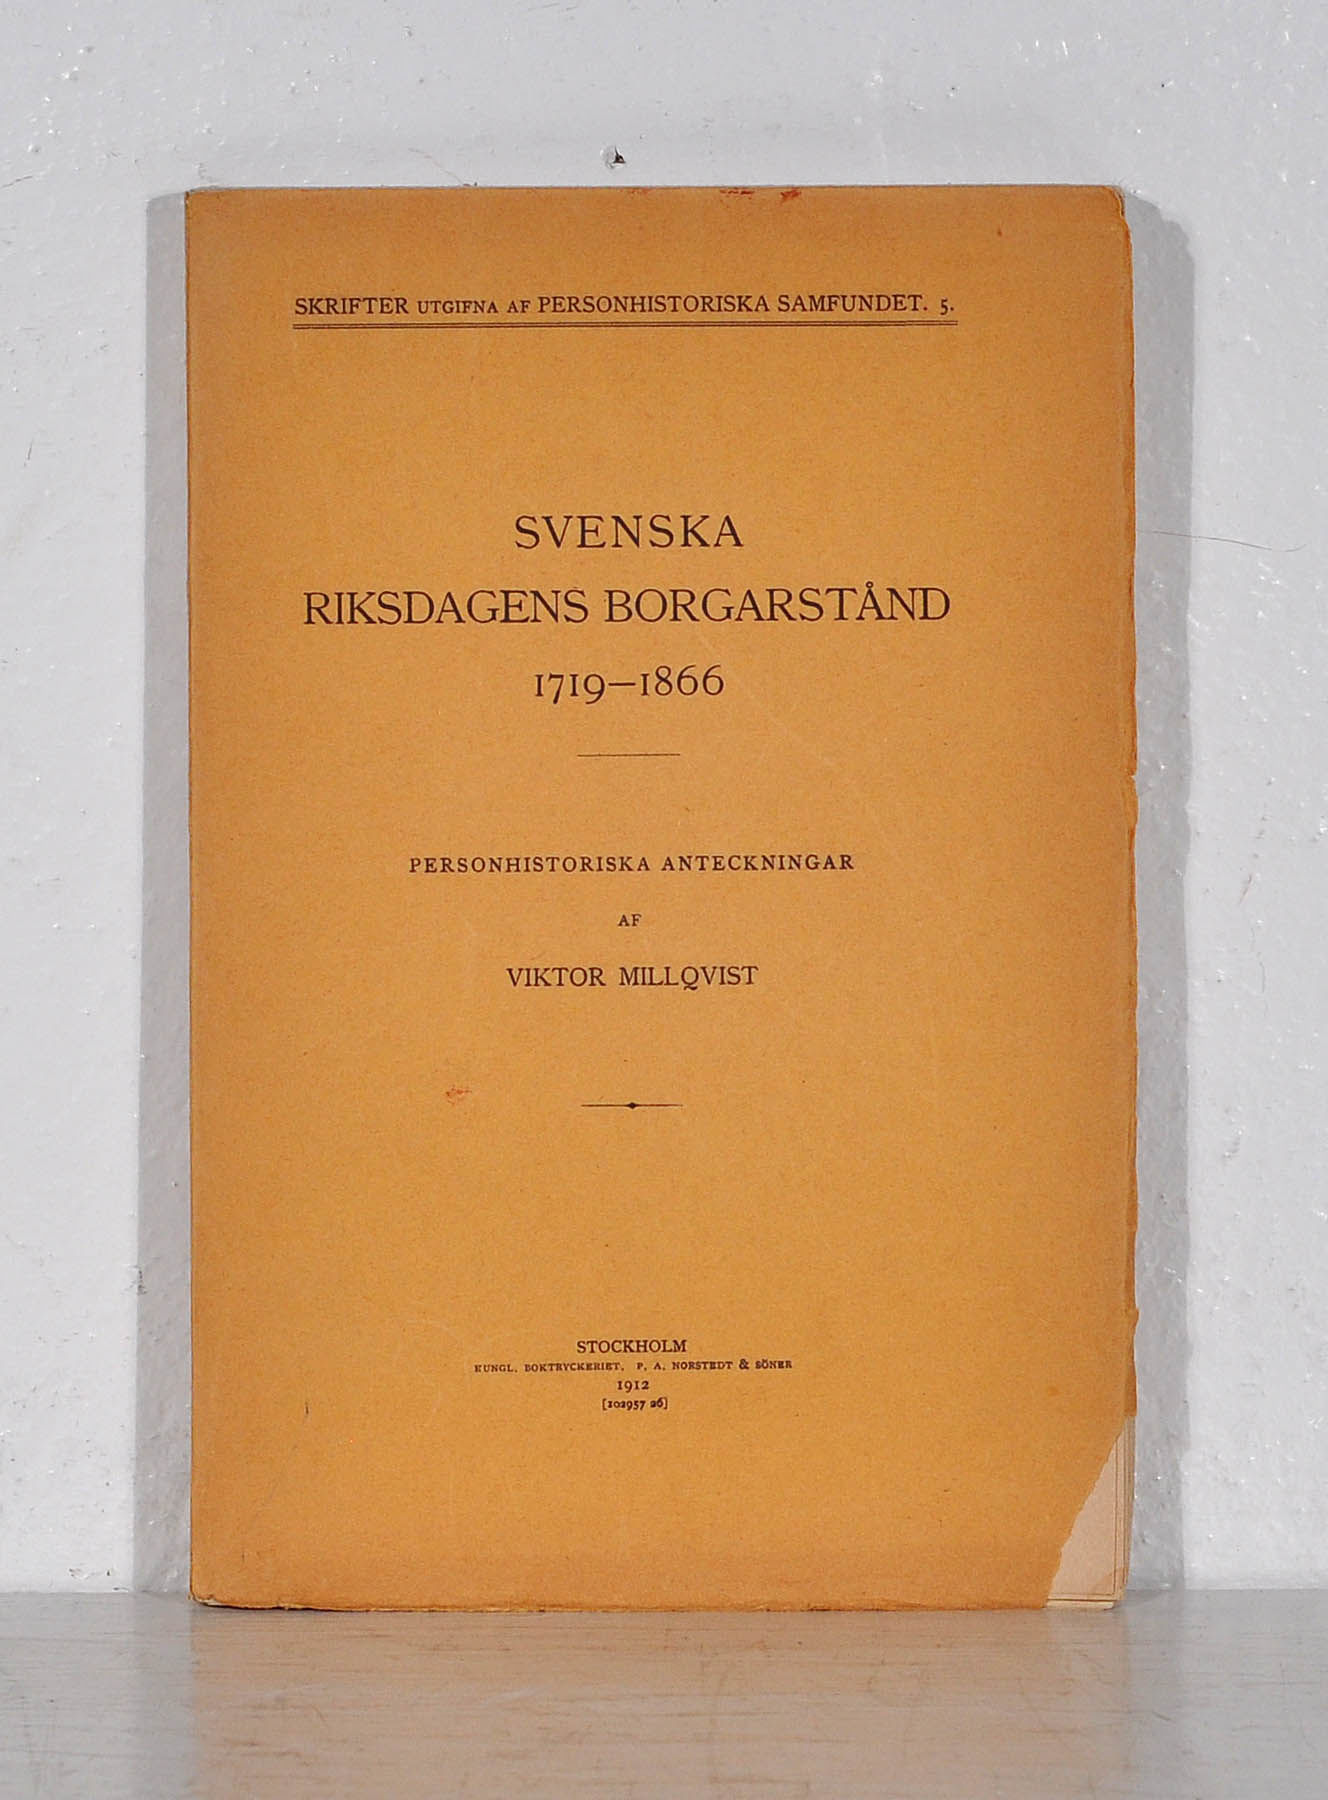 SKRIFTER UTGIFNA AF PERSONHISTORISKA SAMFUNDET. 5.
SVENSKA
RIKSDAGENS BORGARSTÅND
1719—1866
PERSONHISTORISKA ANTECKNINGAR
AF
VIKTOR MILLQVIST
STOCKHOLM
KUNGL. BOKTRYCKERIET. P. A. NORSTEDT & SÖNER
1912
[102957 26]